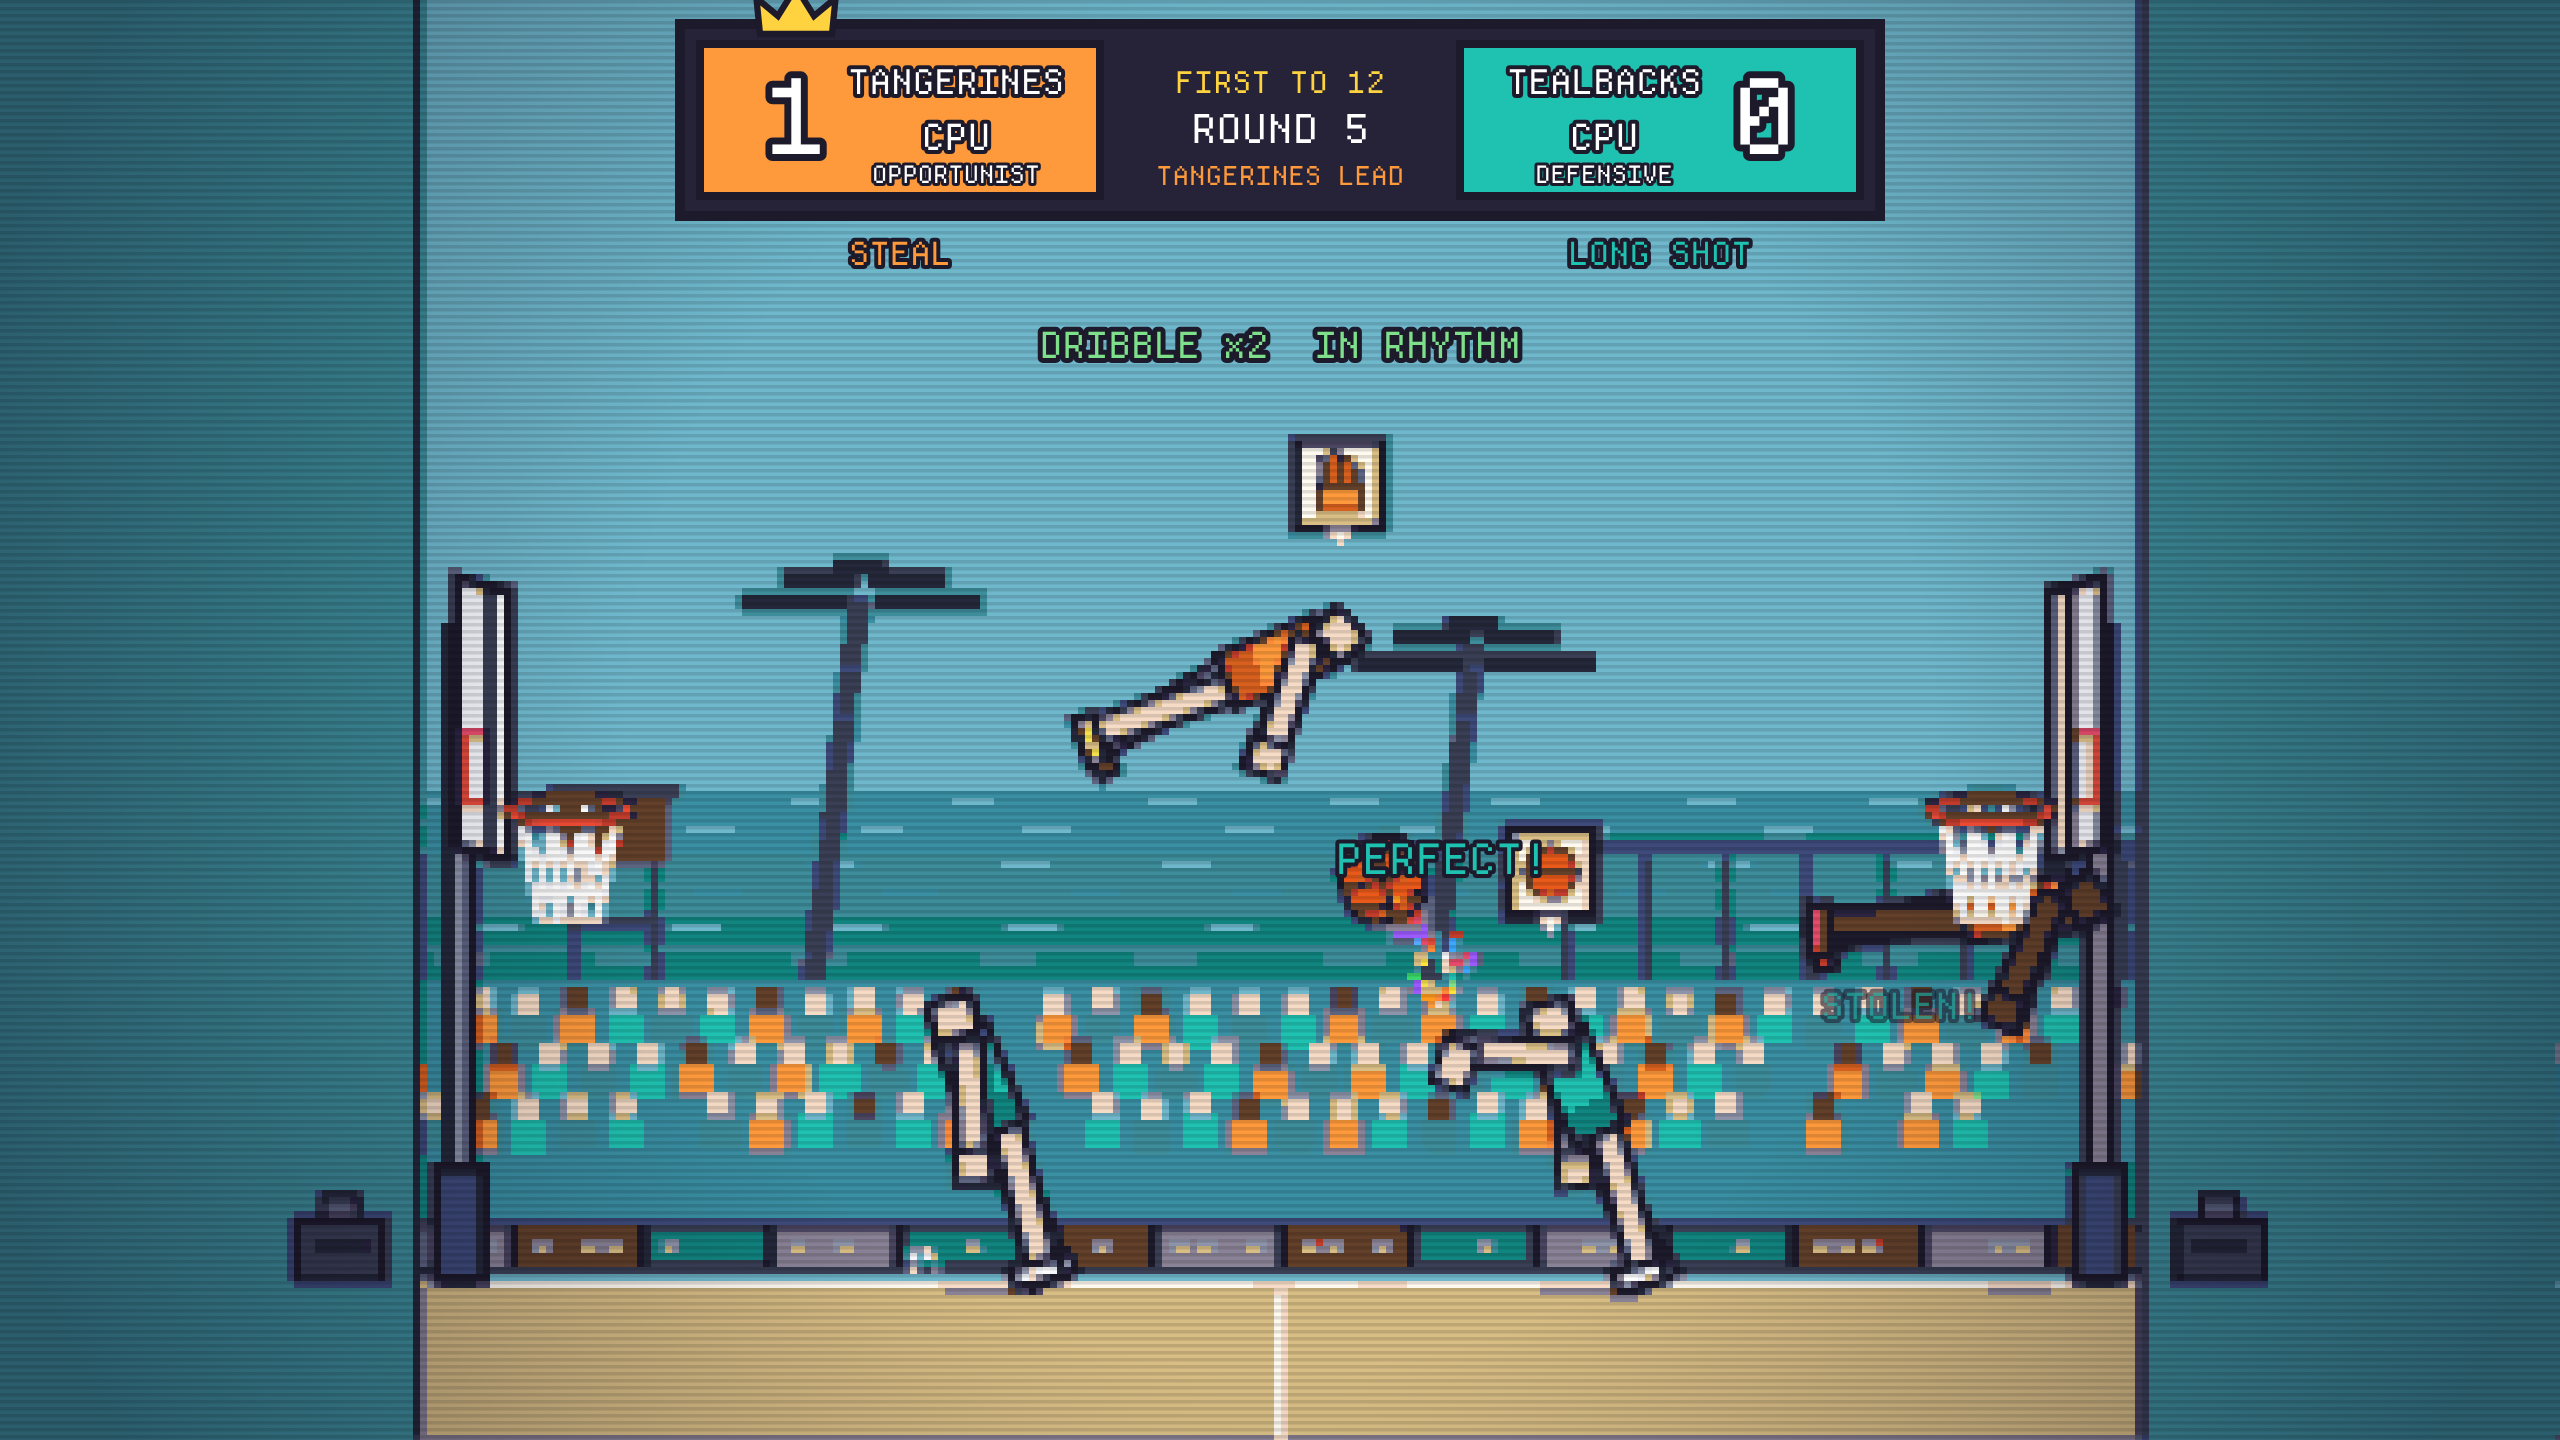 1
TANGERINES
CPU
OPPORTUNIST
FIRST TO 12
ROUND 5
TANGERINES LEAD
TEALBACKS
CPU
DEFENSIVE
0
STEAL
LONG SHOT
DRIBBLE x2 IN RHYTHM
PERFECT!
STOLEN!